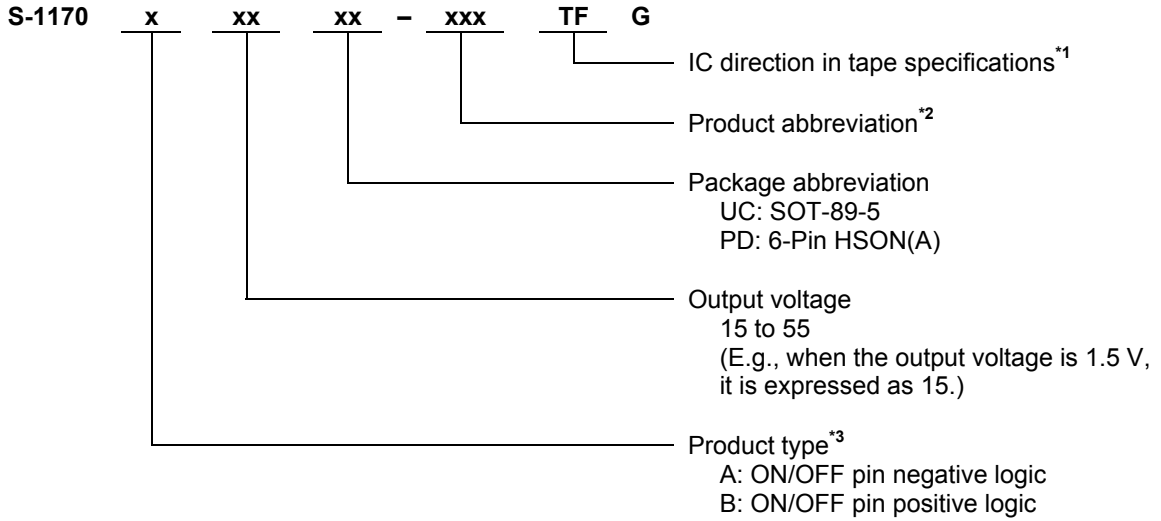 S-1170 x xx xx – xxx TF G
IC direction in tape specifications*1
Product abbreviation*2
Package abbreviation
UC: SOT-89-5
PD: 6-Pin HSON(A)
Output voltage
15 to 55
(E.g., when the output voltage is 1.5 V,
it is expressed as 15.)
Product type*3
A: ON/OFF pin negative logic
B: ON/OFF pin positive logic